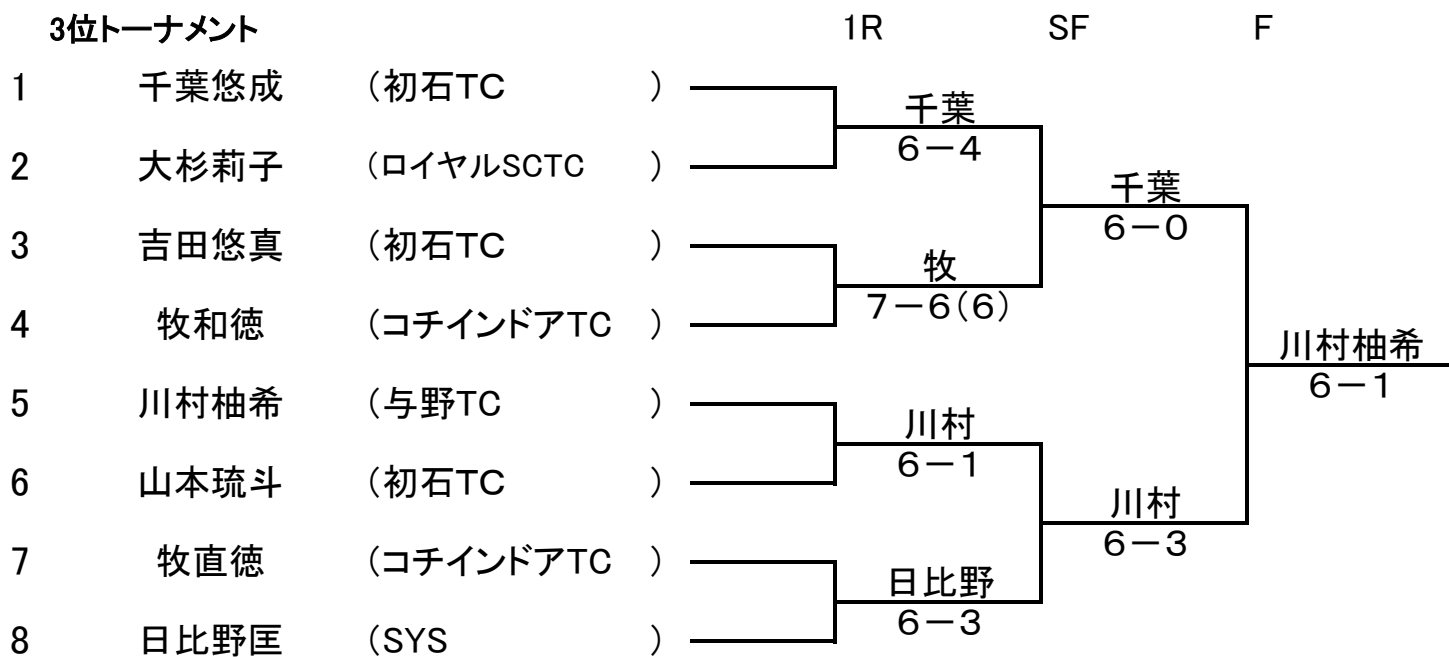 3位トーナメント 1R SF F
1 千葉悠成 （初石TC ）
千葉
6－4
2 大杉莉子 （ロイヤルSCTC ）
千葉
6－0
3 吉田悠真 （初石TC ）
牧
7－6（6）
4 牧和徳 （コチインドアTC ）
川村柚希
6－1
5 川村柚希 （与野TC ）
川村
6－1
6 山本琉斗 （初石TC ）
川村
6－3
7 牧直徳 （コチインドアTC ）
日比野
6－3
8 日比野匡 （SYS ）